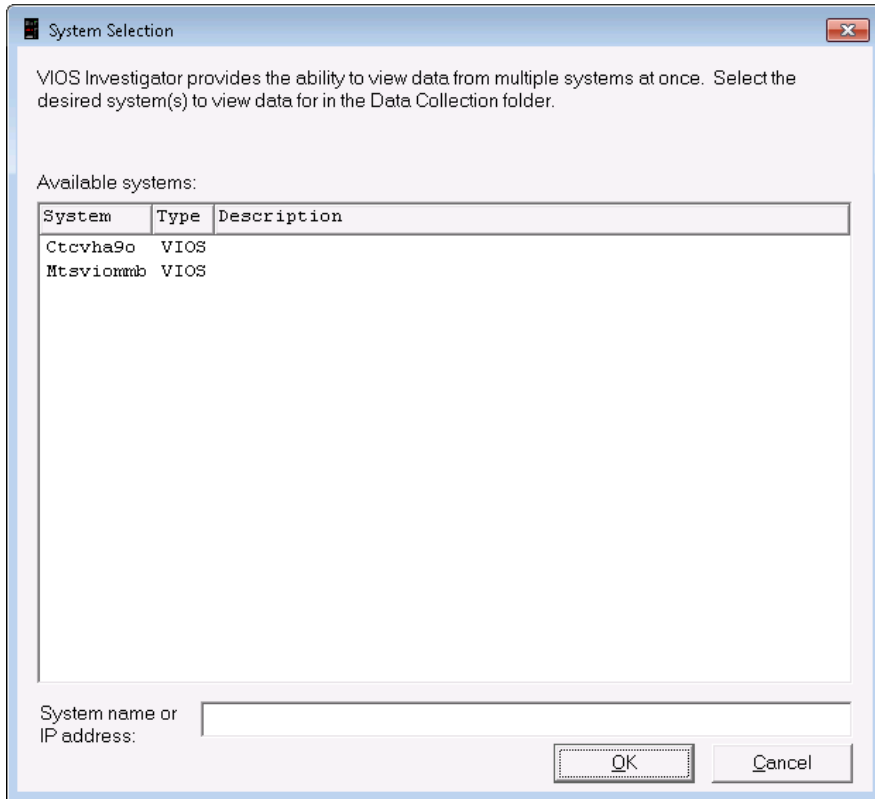 System Selection
VIOS Investigator provides the ability to view data from multiple systems at once.  Select the
desired system(s) to view data for in the Data Collection folder.
Available systems:
System Type Description
Ctcvha9o VIOS
Mtsviommb VIOS
System name or
IP address:
OK Cancel